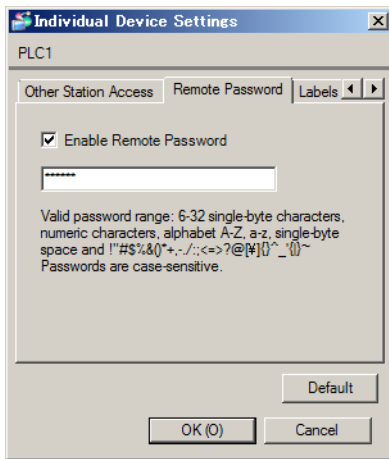 Individual Device Settings
PLC1
Other Station Access Remote Password Labels
Enable Remote Password
******
Valid password range: 6-32 single-byte characters,
numeric characters, alphabet A-Z, a-z, single-byte
space and !"#$%&()*+,-./:;<=>?@[¥]{}^_'{|}~
Passwords are case-sensitive.
Default
OK (O) Cancel